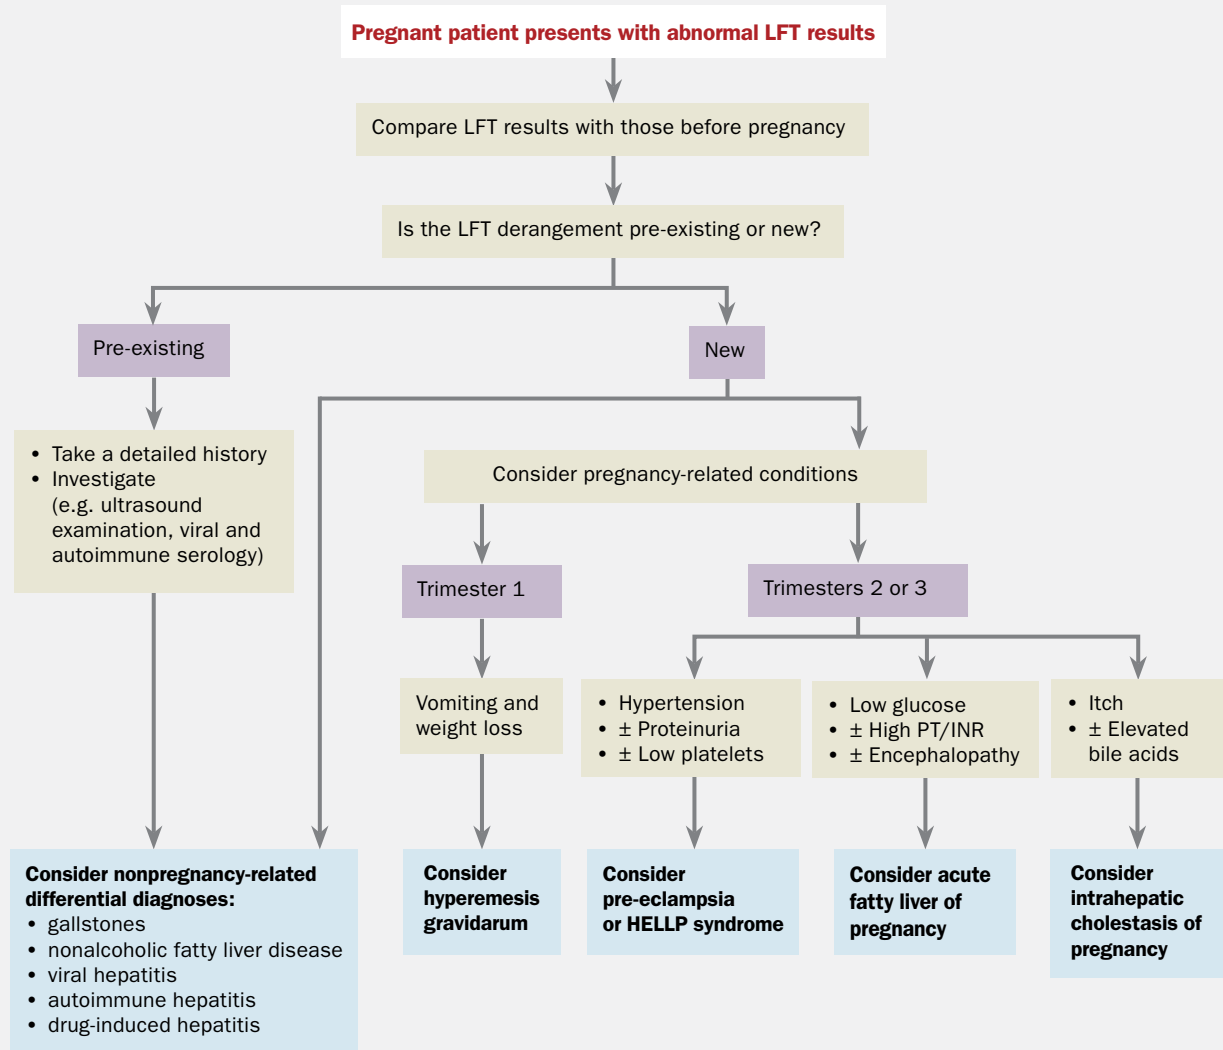 Pregnant patient presents with abnormal LFT results
Compare LFT results with those before pregnancy
Is the LFT derangement pre-existing or new?
Pre-existing
New
• Take a detailed history
• Investigate
(e.g. ultrasound
examination, viral and
autoimmune serology)
Consider pregnancy-related conditions
Trimester 1
Trimesters 2 or 3
Vomiting and
weight loss
• Hypertension
• ± Proteinuria
• ± Low platelets
• Low glucose
• ± High PT/INR
• ± Encephalopathy
• Itch
• ± Elevated
bile acids
Consider nonpregnancy-related
differential diagnoses:
• gallstones
• nonalcoholic fatty liver disease
• viral hepatitis
• autoimmune hepatitis
• drug-induced hepatitis
Consider
hyperemesis
gravidarum
Consider
pre-eclampsia
or HELLP syndrome
Consider acute
fatty liver of
pregnancy
Consider
intrahepatic
cholestasis of
pregnancy